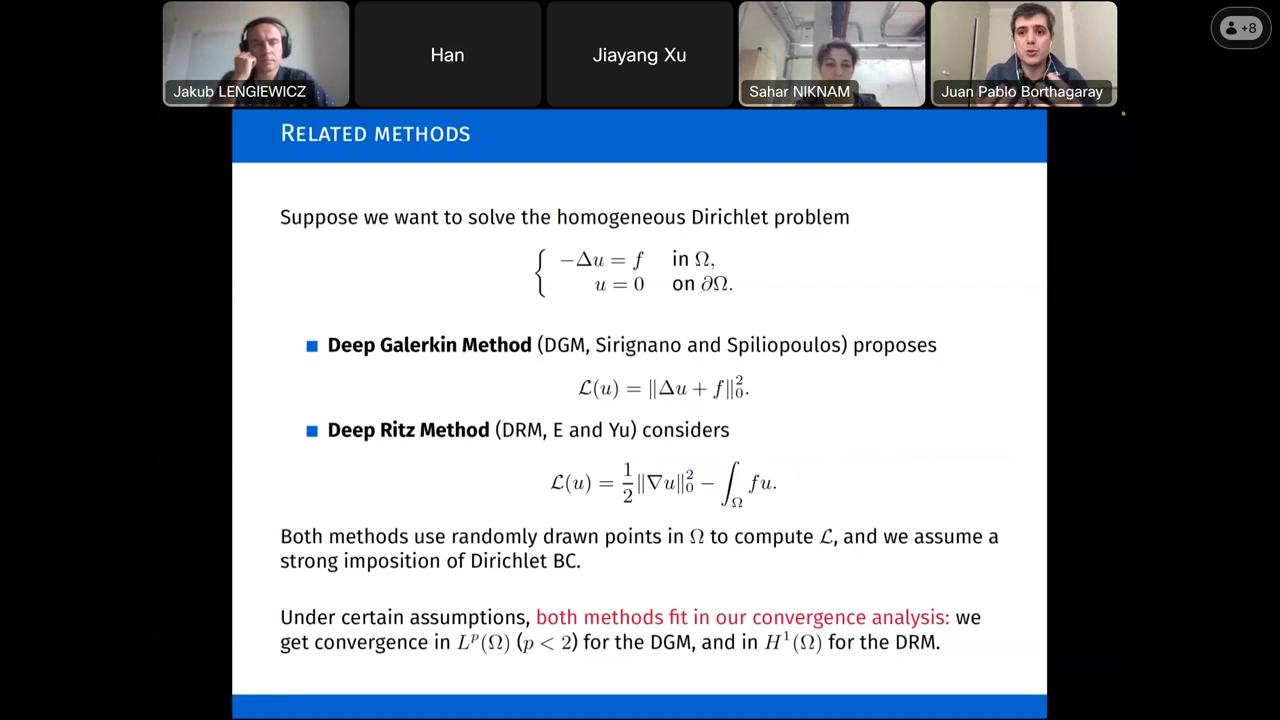 Jakub LENGIEWICZ
Han
Jiayang Xu
Sahar NIKNAM
Juan Pablo Borthagaray
+8
RELATED METHODS
Suppose we want to solve the homogeneous Dirichlet problem
−Δu = f in Ω,
u = 0 on ∂Ω.
Deep Galerkin Method (DGM, Sirignano and Spiliopoulos) proposes
ℒ(u) = ‖Δu + f‖₀².
Deep Ritz Method (DRM, E and Yu) considers
ℒ(u) = 1/2 ‖∇u‖₀² − ∫_Ω fu.
Both methods use randomly drawn points in Ω to compute ℒ, and we assume a
strong imposition of Dirichlet BC.
Under certain assumptions, both methods fit in our convergence analysis: we
get convergence in Lᵖ(Ω) (p < 2) for the DGM, and in H¹(Ω) for the DRM.